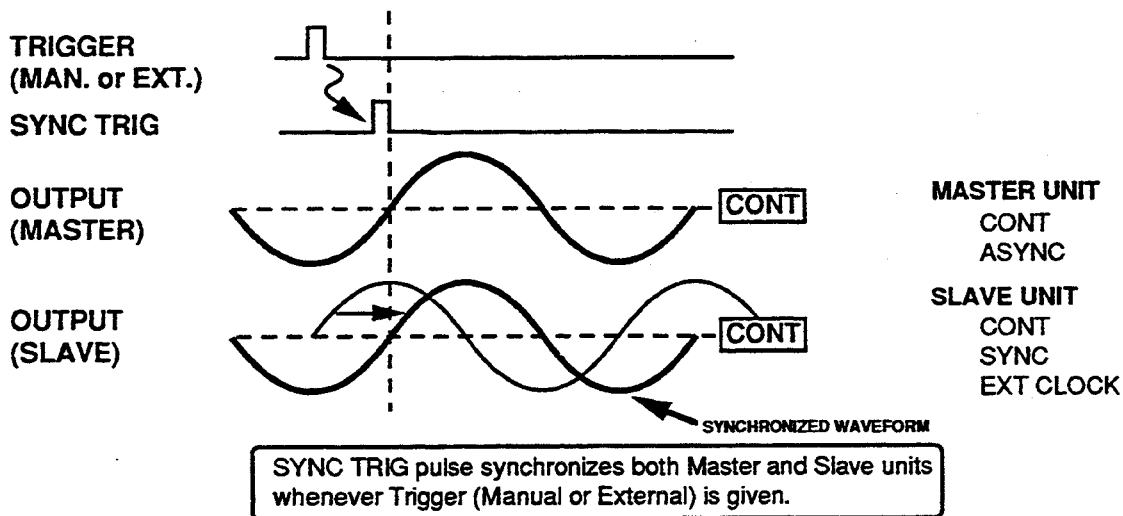 TRIGGER
(MAN. or EXT.)
SYNC TRIG
OUTPUT
(MASTER)
CONT
MASTER UNIT
CONT
ASYNC
OUTPUT
(SLAVE)
CONT
SLAVE UNIT
CONT
SYNC
EXT CLOCK
SYNCHRONIZED WAVEFORM
SYNC TRIG pulse synchronizes both Master and Slave units
whenever Trigger (Manual or External) is given.